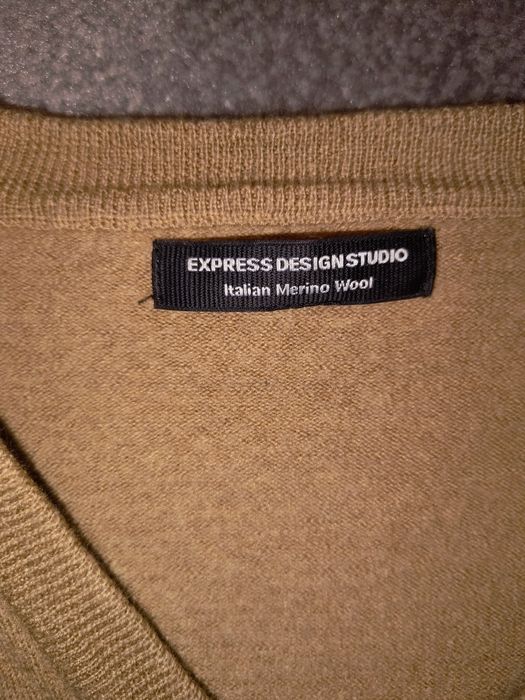 EXPRESS DESIGN STUDIO
Italian Merino Wool